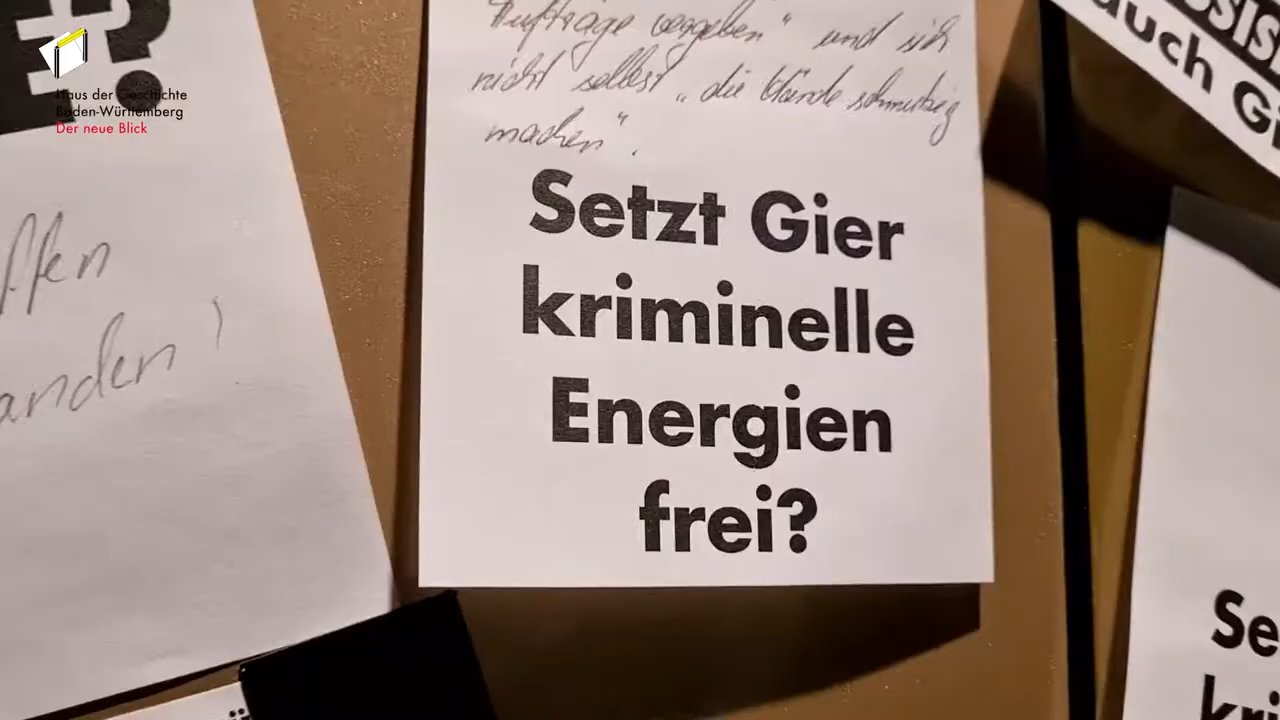 Haus der Geschichte
Baden-Württemberg
Der neue Blick
?
ffen
anden!
Aufträge vergeben" und sich
nicht selbst „die Hände schmutzig
machen".
Setzt Gier
kriminelle
Energien
frei?
auch G
Se
kri